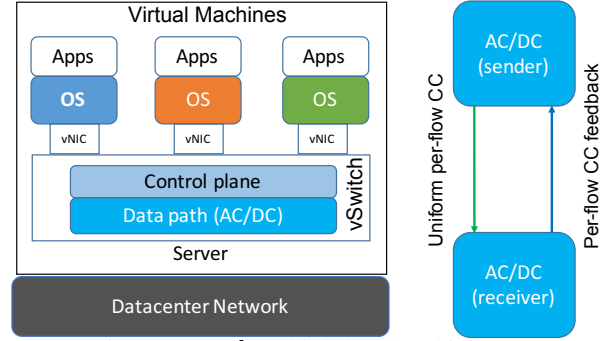 Virtual Machines
Apps
Apps
Apps
OS
OS
OS
vNIC
vNIC
vNIC
Control plane
Data path (AC/DC)
vSwitch
Server
Datacenter Network
AC/DC
(sender)
Uniform per-flow CC
Per-flow CC feedback
AC/DC
(receiver)